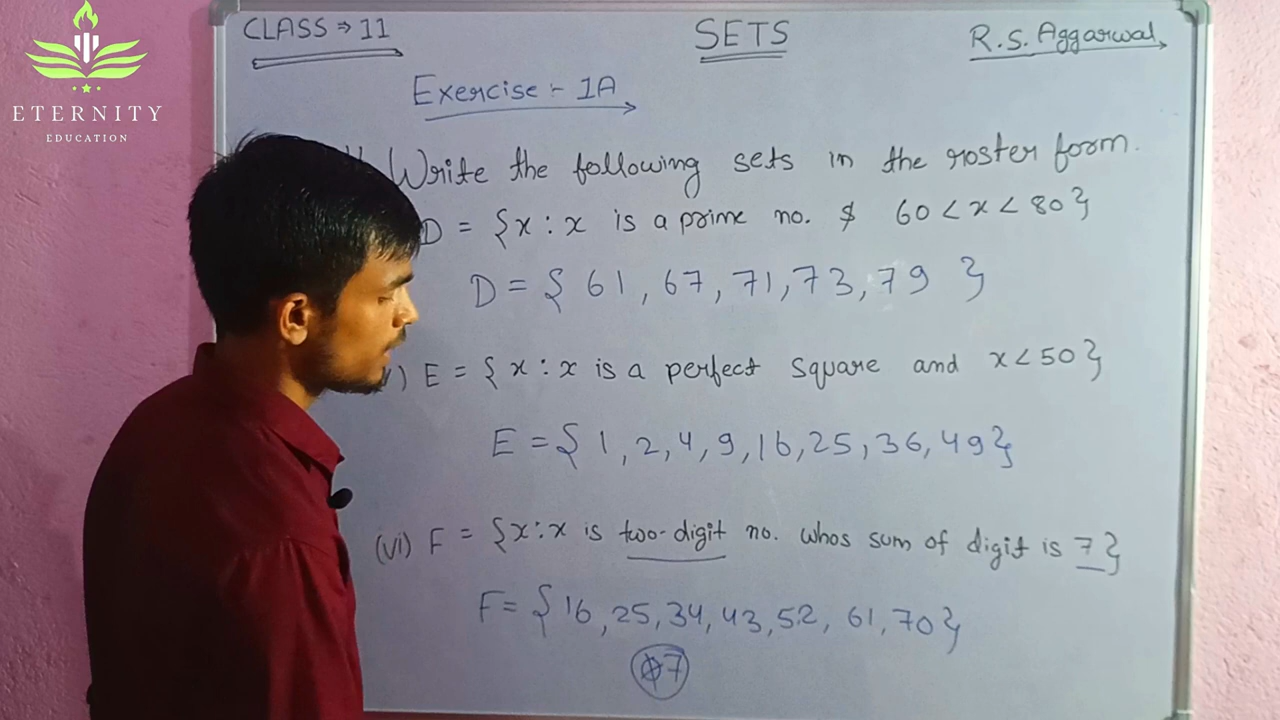 ETERNITY
EDUCATION
CLASS ⇒ 11
SETS
R.S. Aggarwal
Exercise :- 1A
Write the following sets in the roster form.
D = {x : x is a prime no. $ 60 < x < 80}
D = { 61, 67, 71, 73, 79 }
) E = {x : x is a perfect square and x < 50}
E = { 1, 2, 4, 9, 16, 25, 36, 49}
(vi) F = {x : x is two-digit no. whos sum of digit is 7}
F = { 16, 25, 34, 43, 52, 61, 70}
7